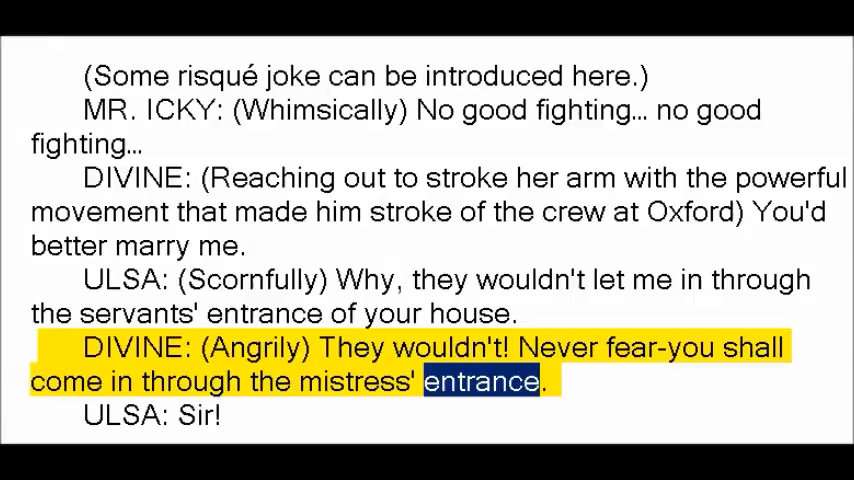 (Some risqué joke can be introduced here.)
MR. ICKY: (Whimsically) No good fighting... no good
fighting...
DIVINE: (Reaching out to stroke her arm with the powerful
movement that made him stroke of the crew at Oxford) You'd
better marry me.
ULSA: (Scornfully) Why, they wouldn't let me in through
the servants' entrance of your house.
DIVINE: (Angrily) They wouldn't! Never fear-you shall
come in through the mistress' entrance.
ULSA: Sir!